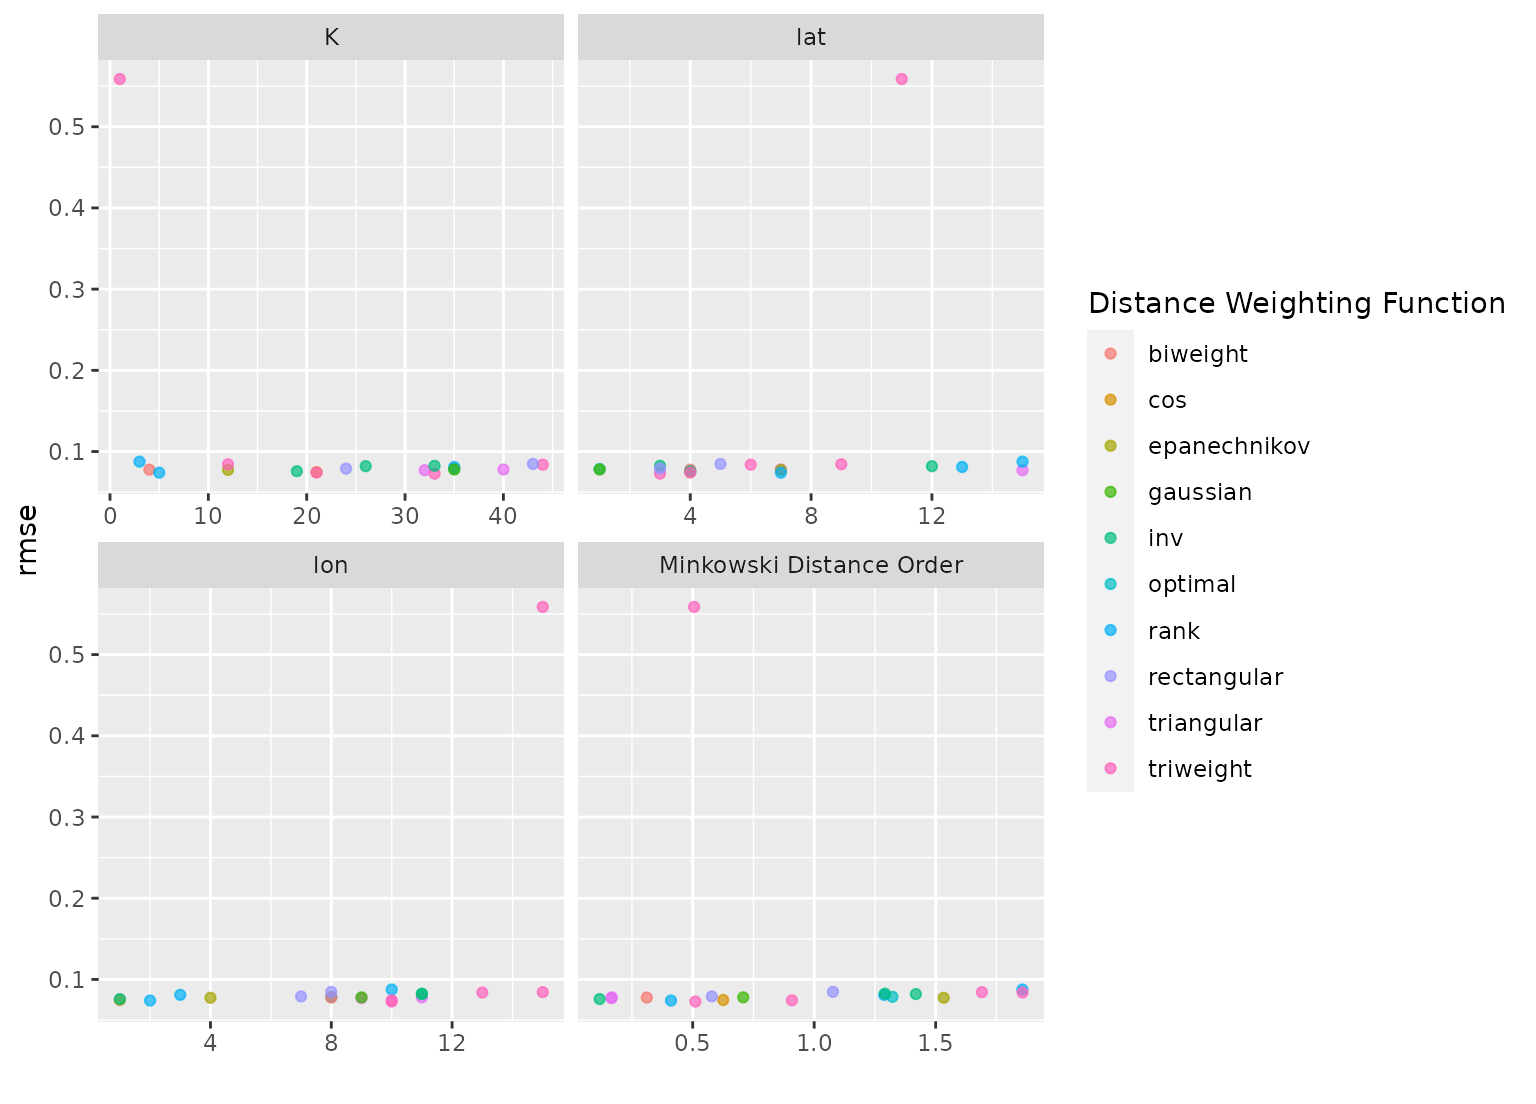 K
lat
0.5
0.4
0.3
0.2
0.1
0 10 20 30 40
4 8 12
rmse
lon
Minkowski Distance Order
0.5
0.4
0.3
0.2
0.1
4 8 12
0.5 1.0 1.5
Distance Weighting Function
biweight
cos
epanechnikov
gaussian
inv
optimal
rank
rectangular
triangular
triweight